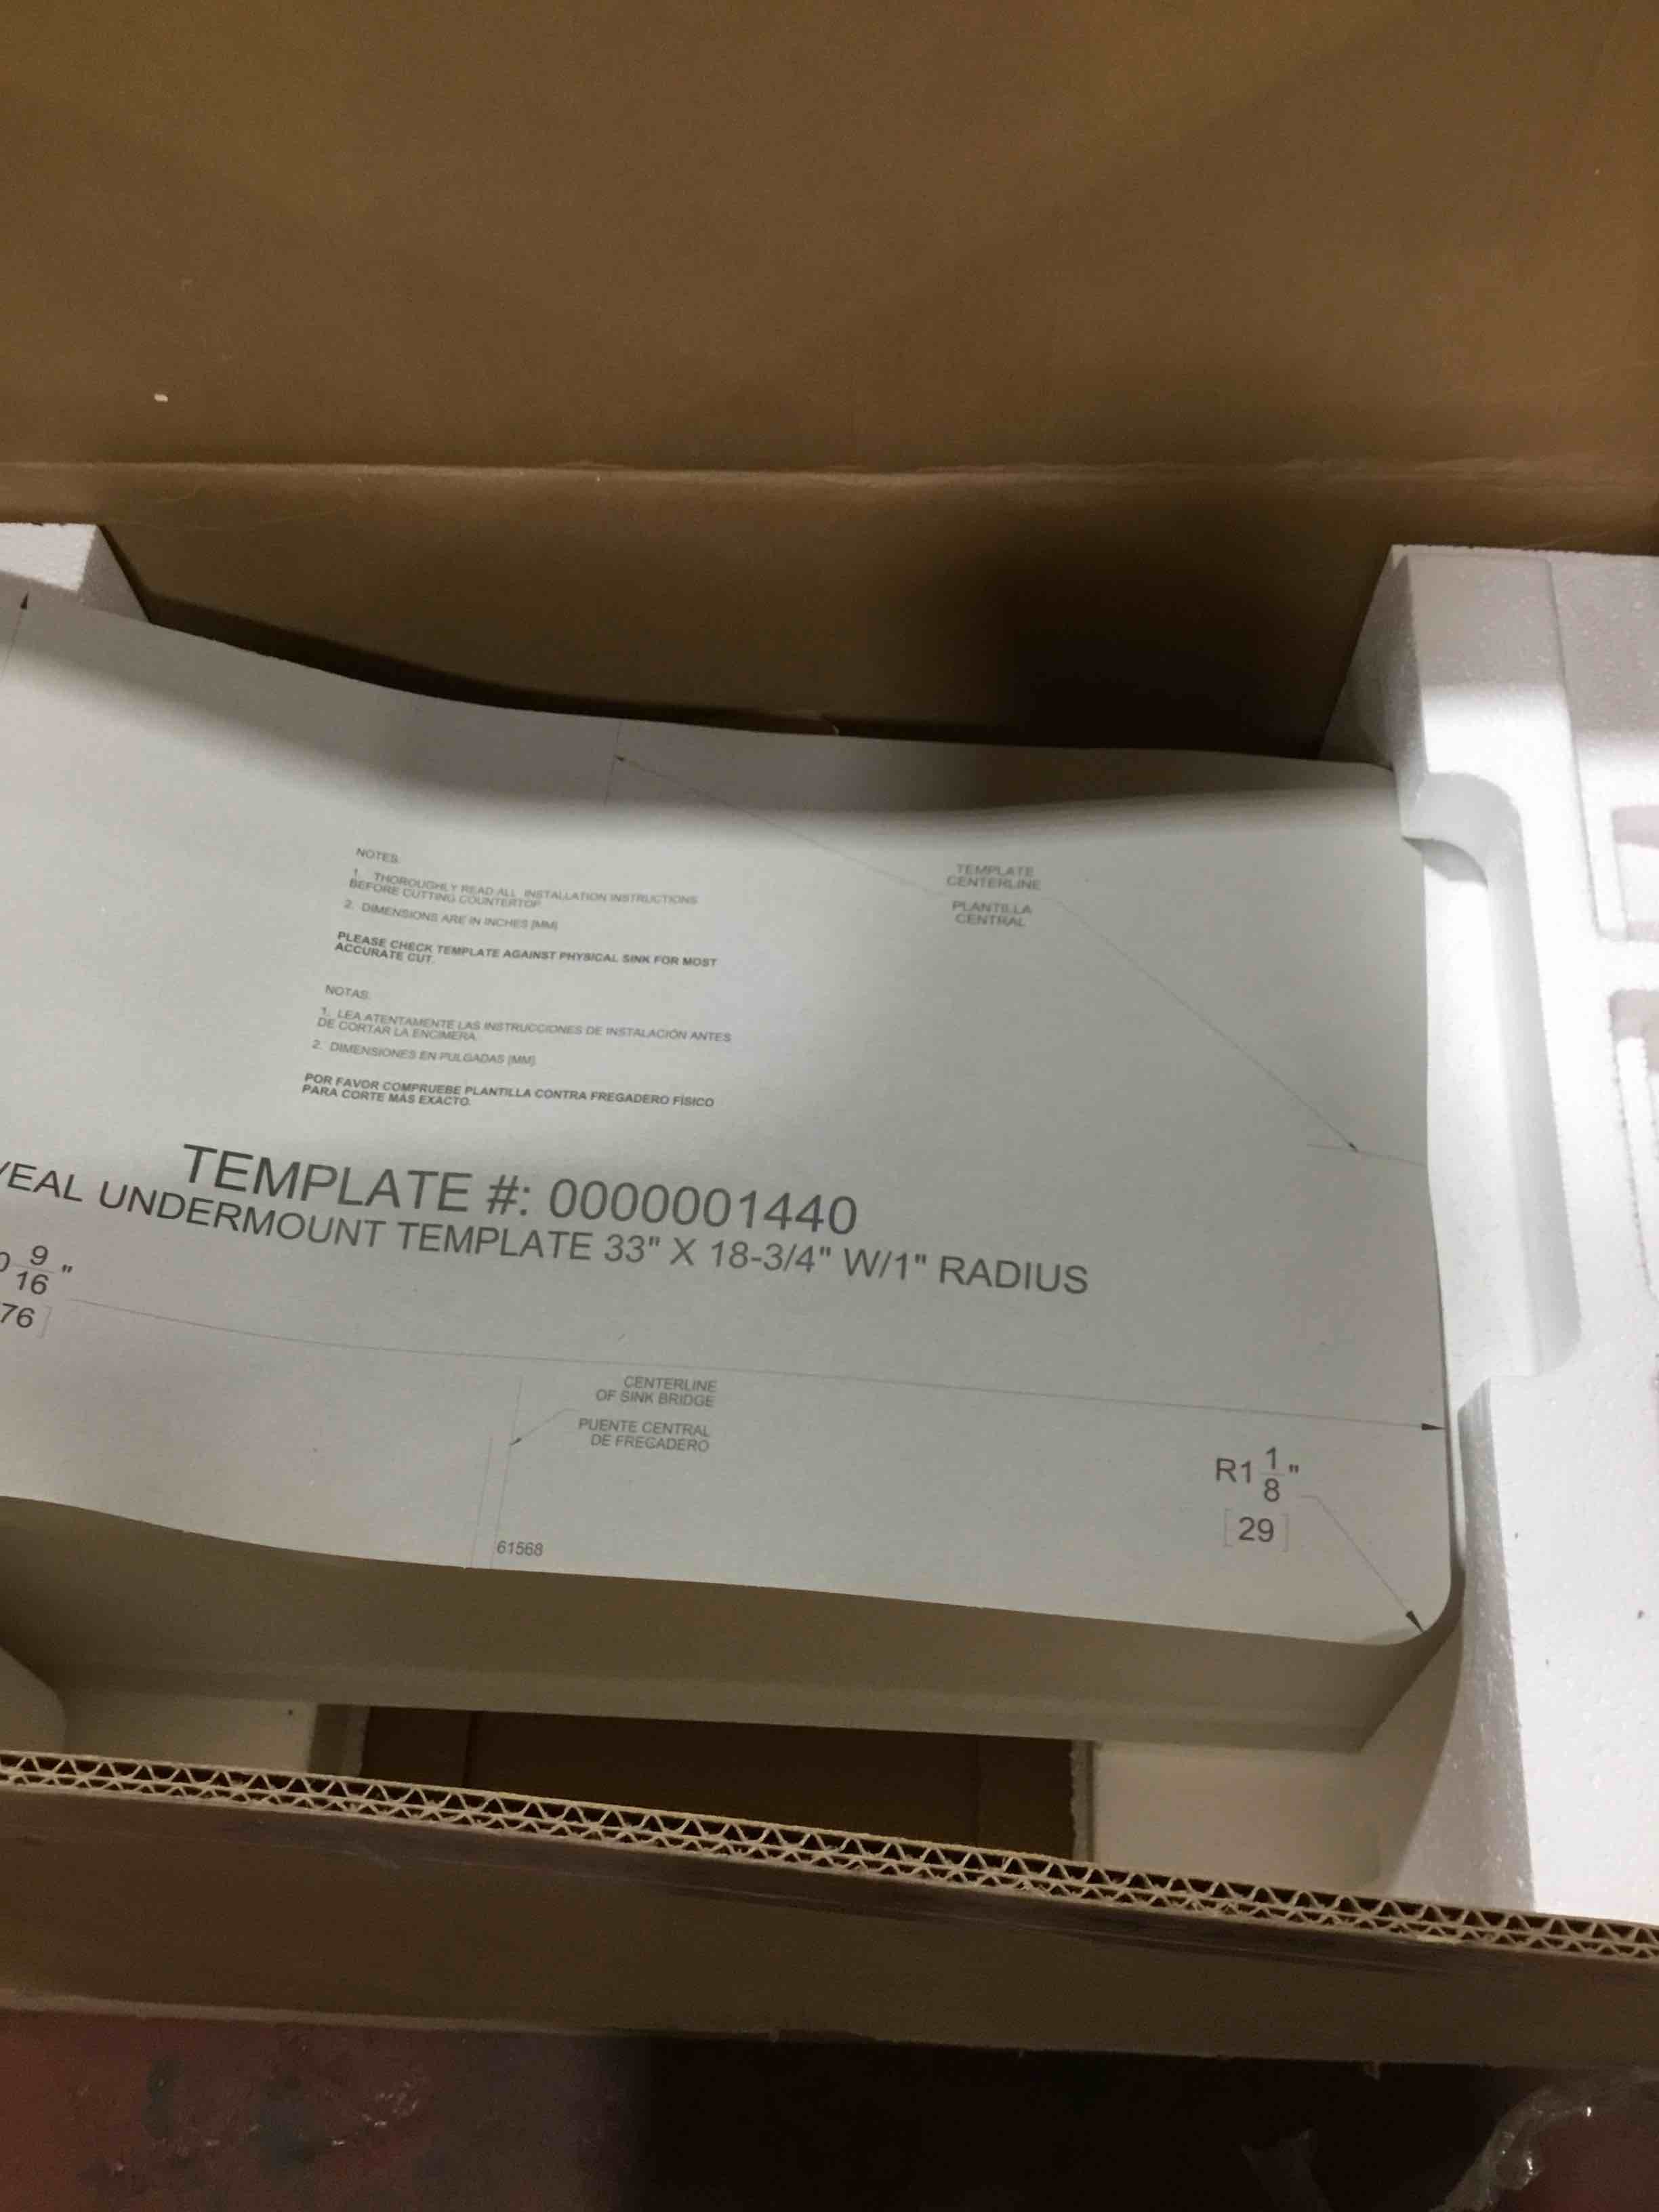 NOTES:
1. THOROUGHLY READ ALL INSTALLATION INSTRUCTIONS
BEFORE CUTTING COUNTERTOP
2. DIMENSIONS ARE IN INCHES [MM]
PLEASE CHECK TEMPLATE AGAINST PHYSICAL SINK FOR MOST
ACCURATE CUT.
NOTAS:
1. LEA ATENTAMENTE LAS INSTRUCCIONES DE INSTALACIÓN ANTES
DE CORTAR LA ENCIMERA
2. DIMENSIONES EN PULGADAS [MM]
POR FAVOR COMPRUEBE PLANTILLA CONTRA FREGADERO FÍSICO
PARA CORTE MÁS EXACTO.
TEMPLATE
CENTERLINE
PLANTILLA
CENTRAL
TEMPLATE #: 0000001440
VEAL UNDERMOUNT TEMPLATE 33" X 18-3/4" W/1" RADIUS
0 9/16"
76]
CENTERLINE
OF SINK BRIDGE
PUENTE CENTRAL
DE FREGADERO
R1 1/8"
[29]
61568